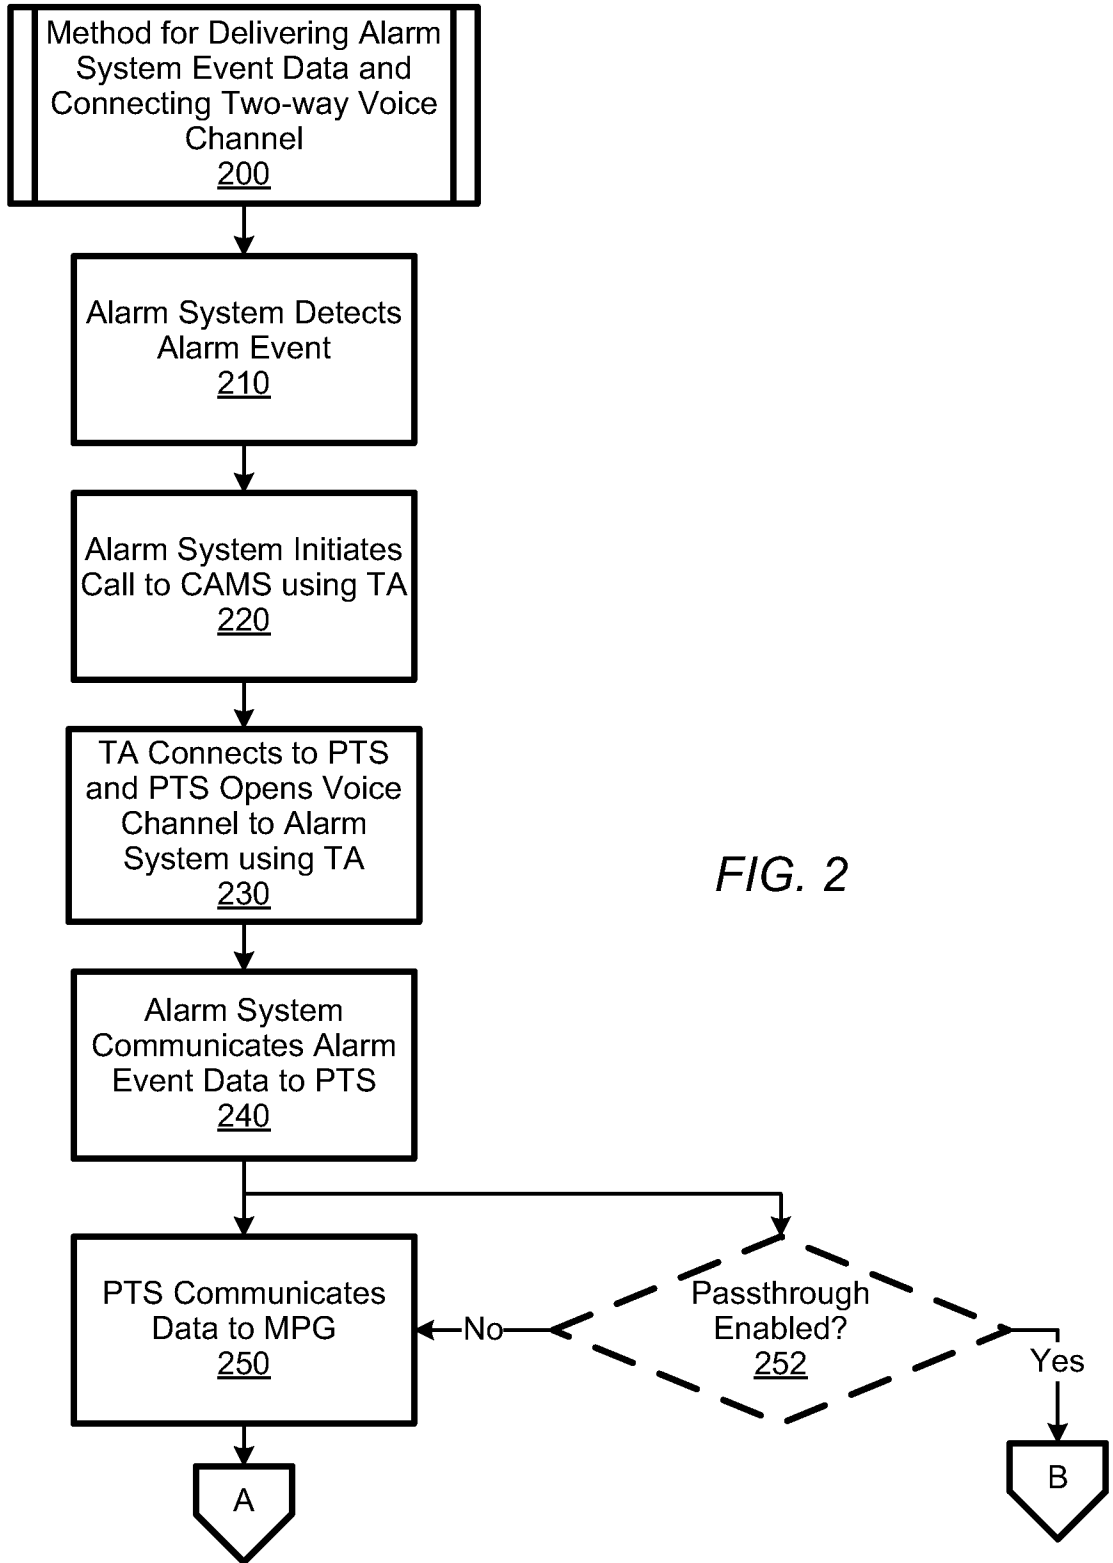 Method for Delivering Alarm
System Event Data and
Connecting Two-way Voice
Channel
200
Alarm System Detects
Alarm Event
210
Alarm System Initiates
Call to CAMS using TA
220
TA Connects to PTS
and PTS Opens Voice
Channel to Alarm
System using TA
230
FIG. 2
Alarm System
Communicates Alarm
Event Data to PTS
240
PTS Communicates
Data to MPG
250
No
Passthrough
Enabled?
252
Yes
A
B